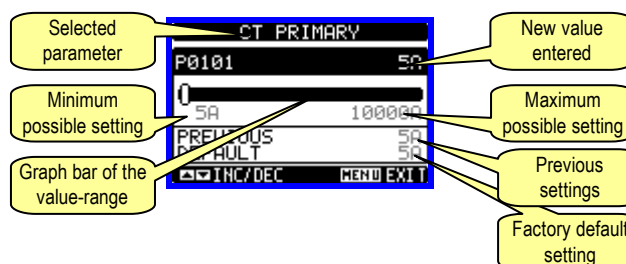 Selected
parameter
CT PRIMARY
New value
entered
P0101 5A
Minimum
possible setting
5A 10000A
Maximum
possible setting
PREVIOUS 5A
DEFAULT 5A
Graph bar of the
value-range
Previous
settings
▲▼ INC/DEC MENU EXIT
Factory default
setting